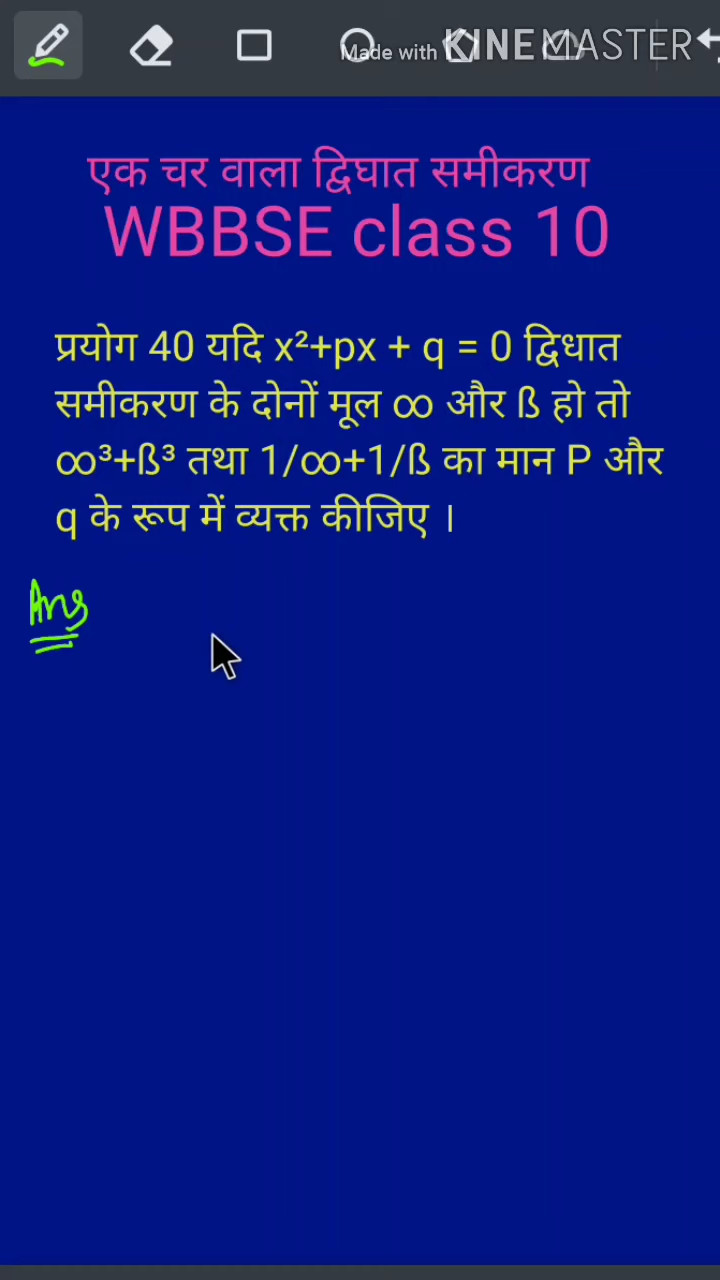 Made with KINEMASTER
एक चर वाला द्विघात समीकरण
WBBSE class 10
प्रयोग 40 यदि x²+px + q = 0 द्विधात
समीकरण के दोनों मूल ∞ और ß हो तो
∞³+ß³ तथा 1/∞+1/ß का मान P और
q के रूप में व्यक्त कीजिए ।
Ans